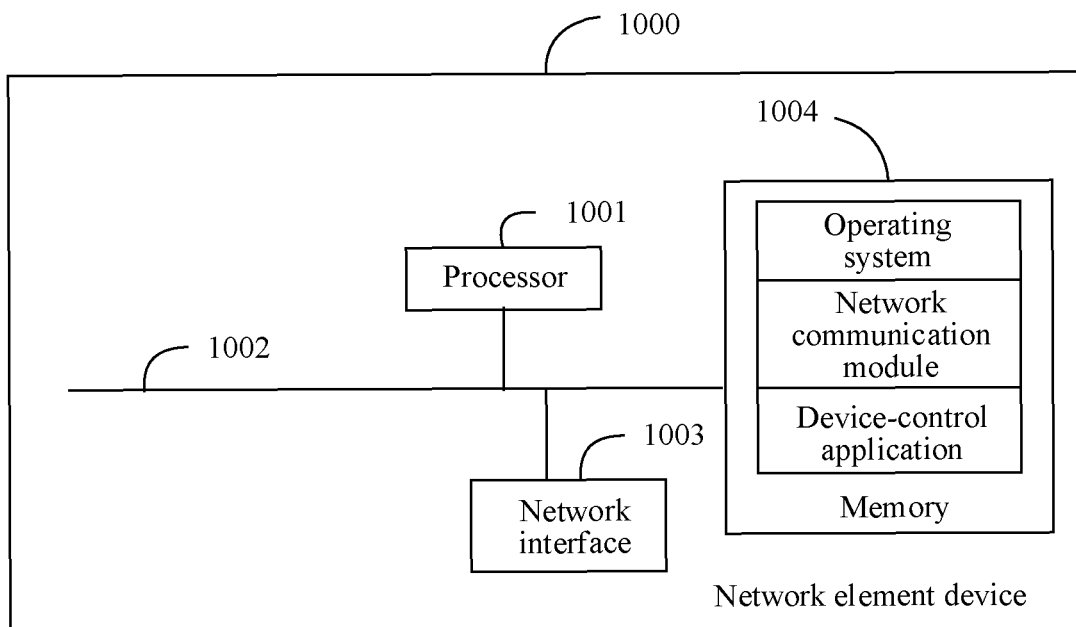 1000
1004
1001
Processor
Operating
system
Network
communication
module
1002
Device-control
application
1003
Memory
Network
interface
Network element device